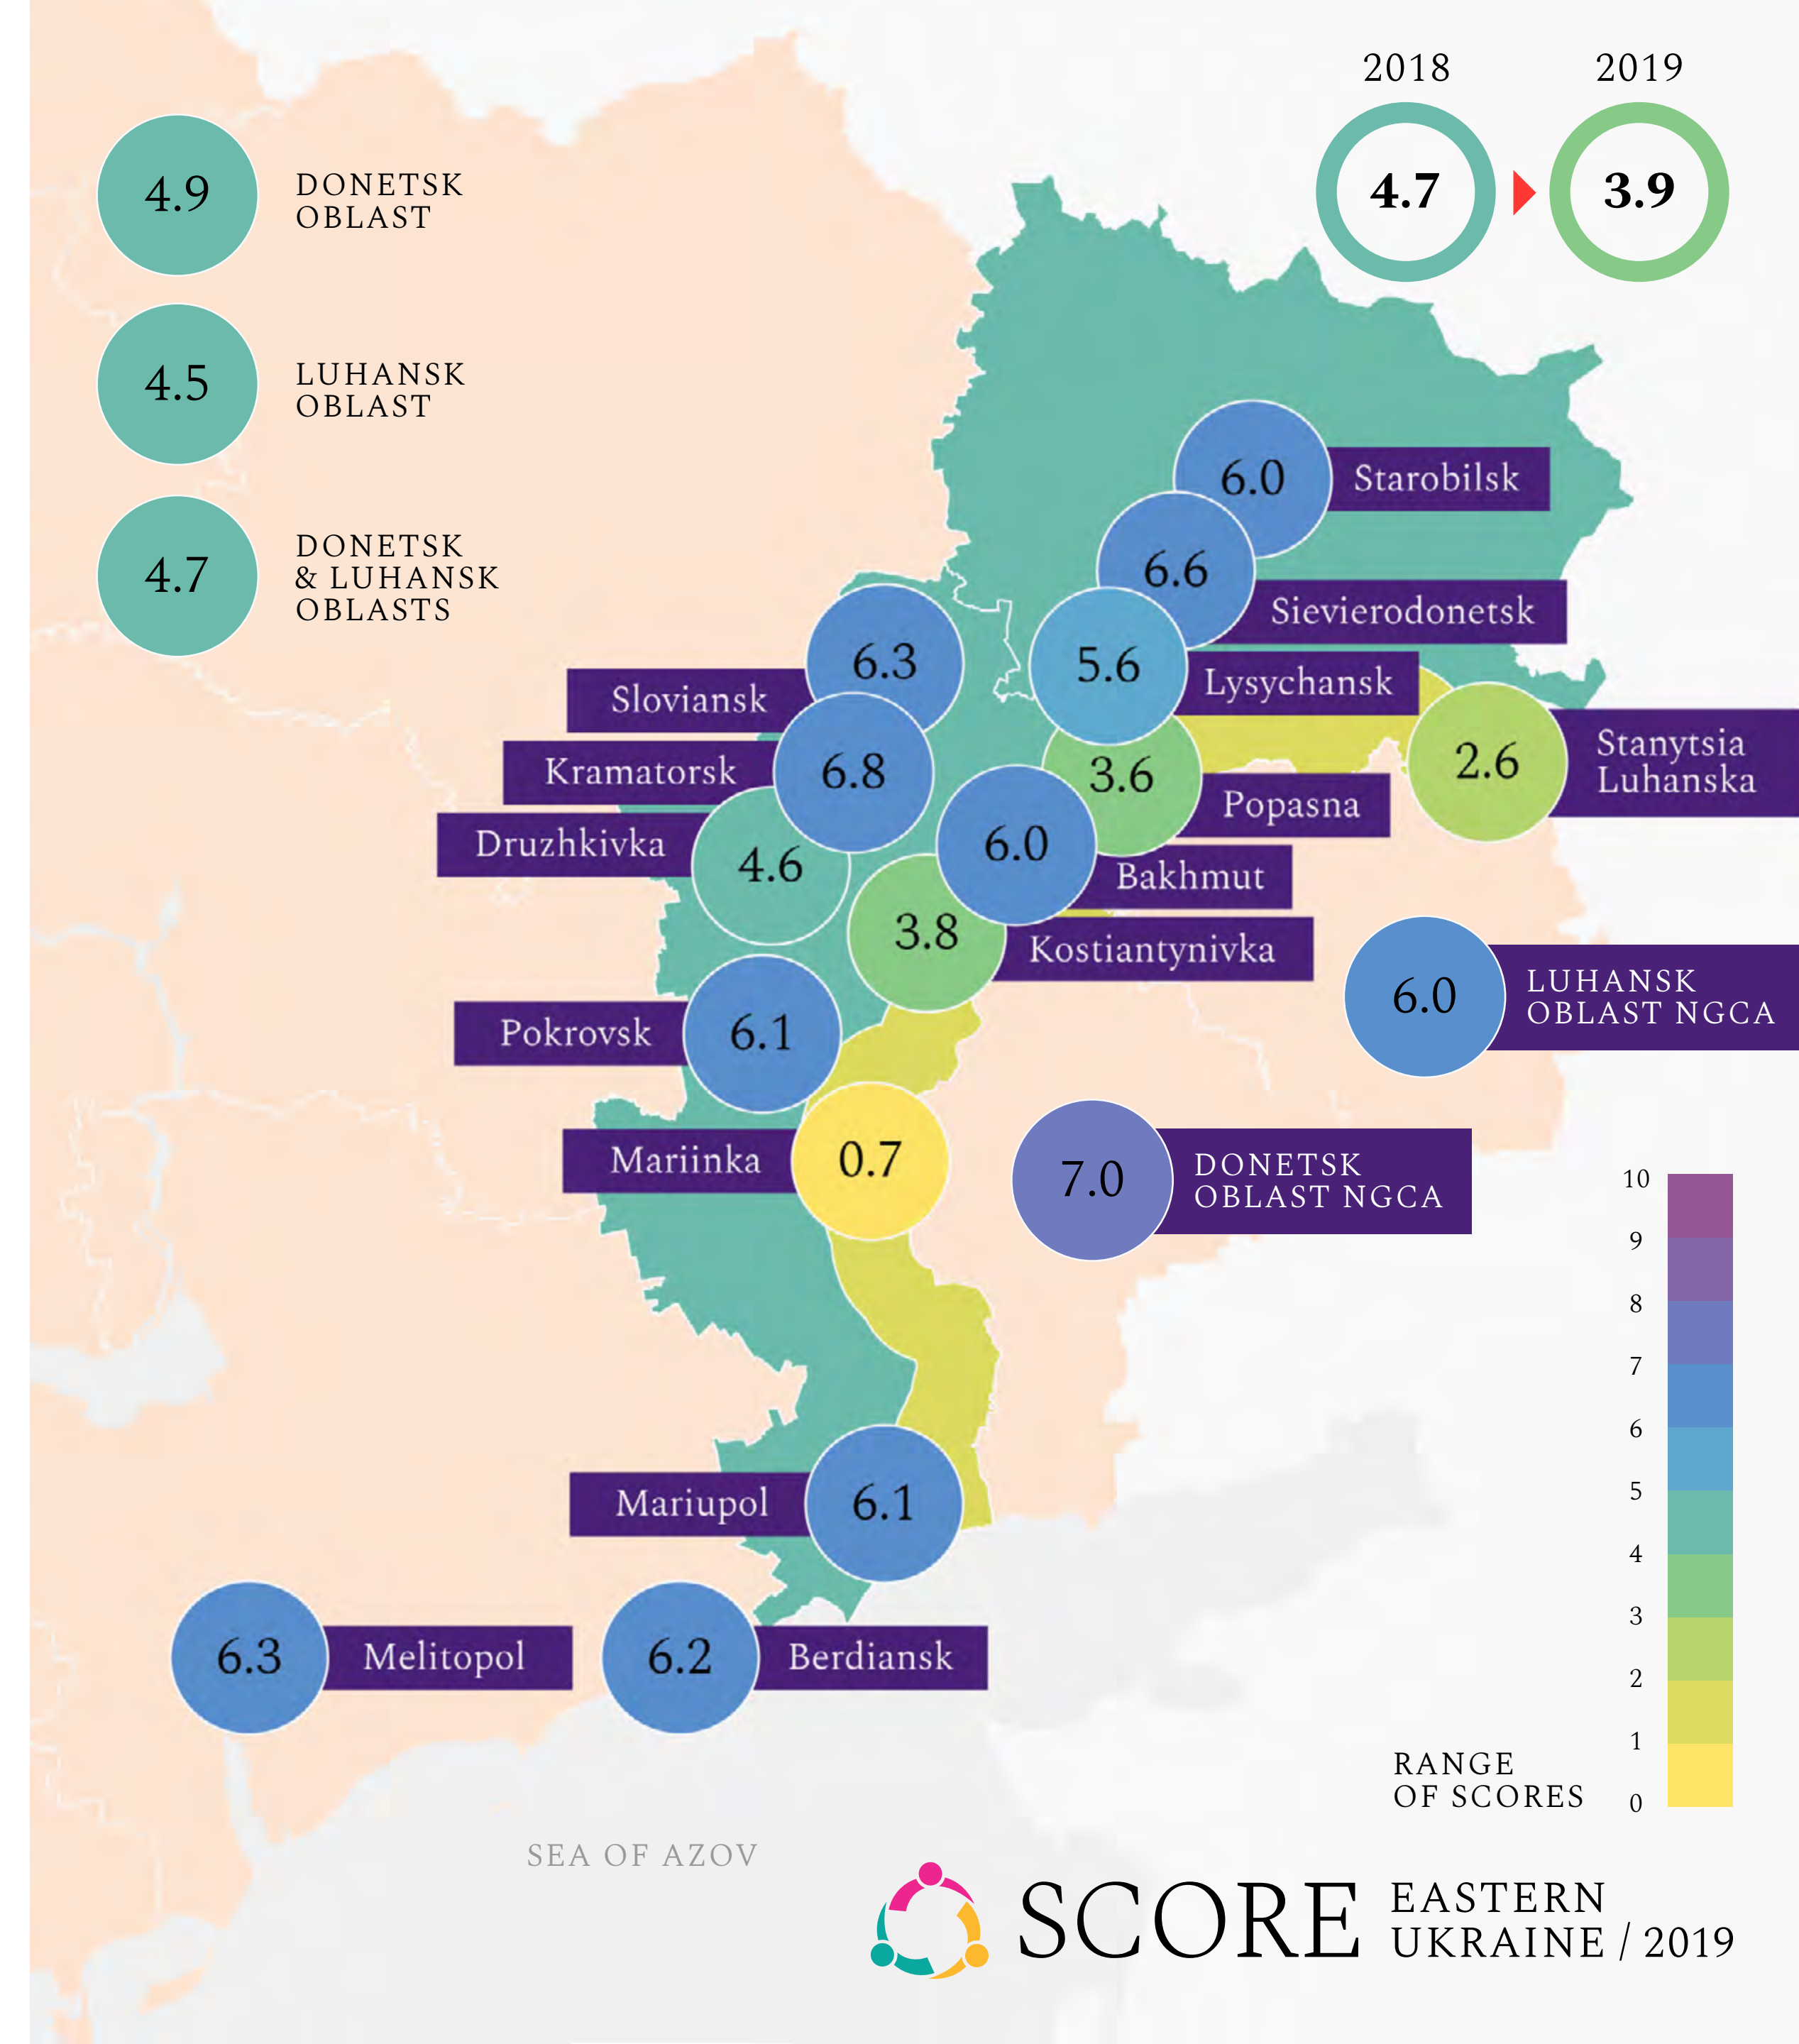 2018
2019
4.7
3.9
4.9
DONETSK
OBLAST
4.5
LUHANSK
OBLAST
4.7
DONETSK
& LUHANSK
OBLASTS
6.0
Starobilsk
6.6
Sievierodonetsk
5.6
Lysychansk
2.6
Stanytsia
Luhanska
3.6
Popasna
6.3
Sloviansk
6.8
Kramatorsk
4.6
Druzhkivka
6.0
Bakhmut
3.8
Kostiantynivka
6.0
LUHANSK
OBLAST NGCA
6.1
Pokrovsk
0.7
Mariinka
7.0
DONETSK
OBLAST NGCA
6.1
Mariupol
6.3
Melitopol
6.2
Berdiansk
10
9
8
7
6
5
4
3
2
1
0
RANGE
OF SCORES
SEA OF AZOV
SCORE
EASTERN
UKRAINE / 2019